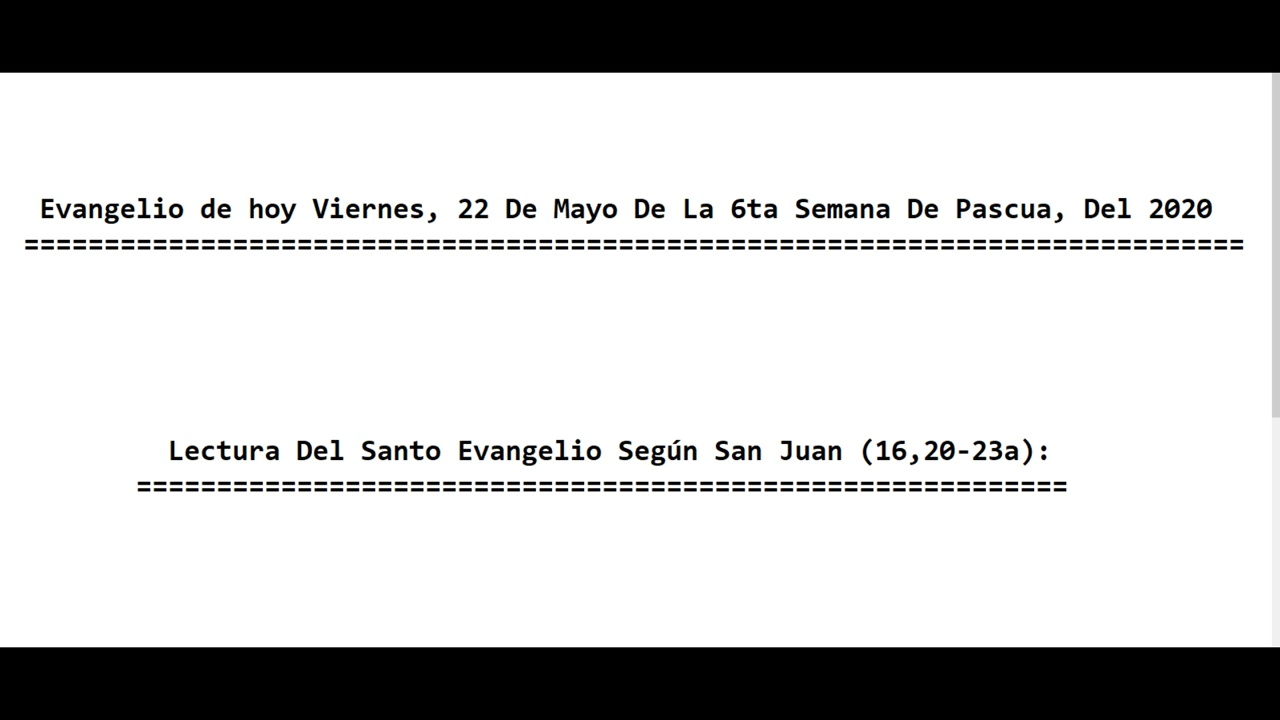 Evangelio de hoy Viernes, 22 De Mayo De La 6ta Semana De Pascua, Del 2020
============================================================================
Lectura Del Santo Evangelio Según San Juan (16,20-23a):
==========================================================